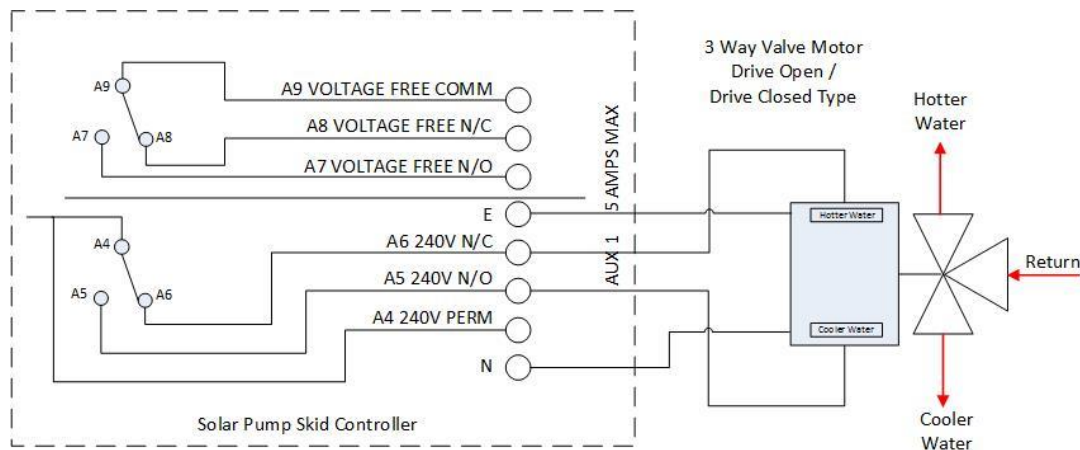 A9
A7
A8
A9 VOLTAGE FREE COMM
A8 VOLTAGE FREE N/C
A7 VOLTAGE FREE N/O
A4
A5
A6
E
A6 240V N/C
A5 240V N/O
A4 240V PERM
N
AUX 1 5 AMPS MAX
Solar Pump Skid Controller
3 Way Valve Motor
Drive Open /
Drive Closed Type
Hotter Water
Cooler Water
Hotter
Water
Return
Cooler
Water